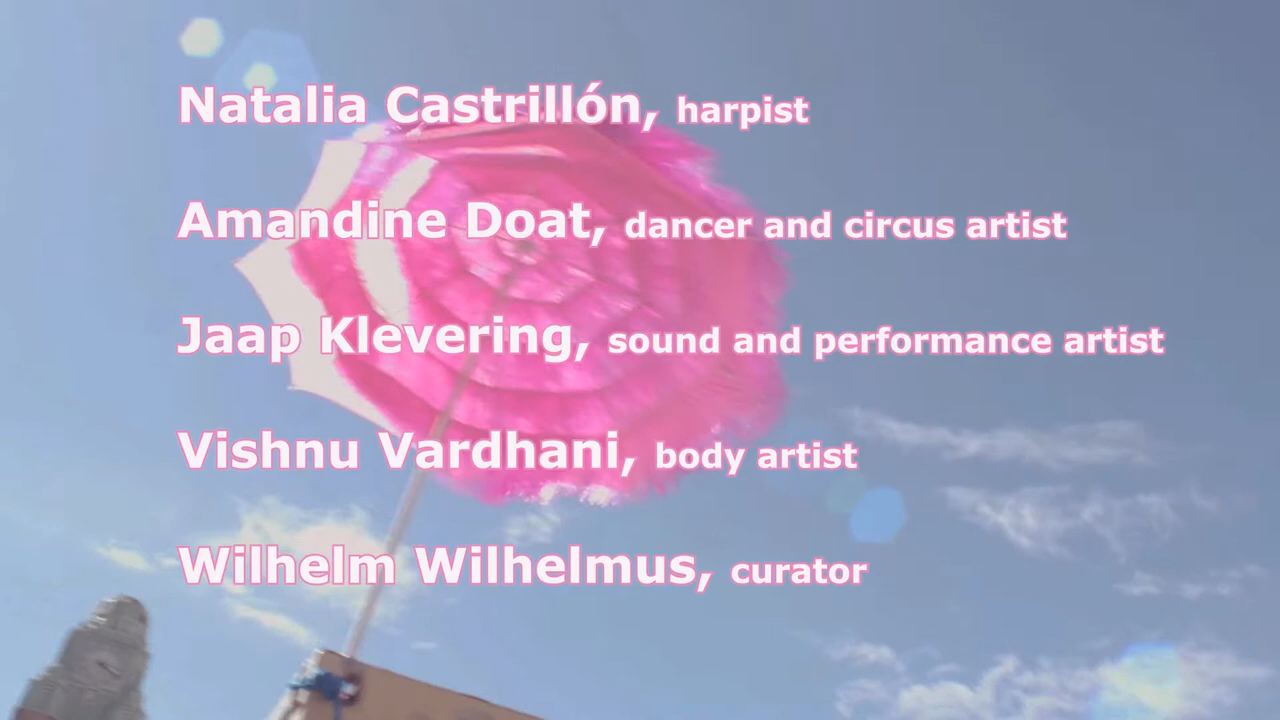 Natalia Castrillón, harpist
Amandine Doat, dancer and circus artist
Jaap Klevering, sound and performance artist
Vishnu Vardhani, body artist
Wilhelm Wilhelmus, curator